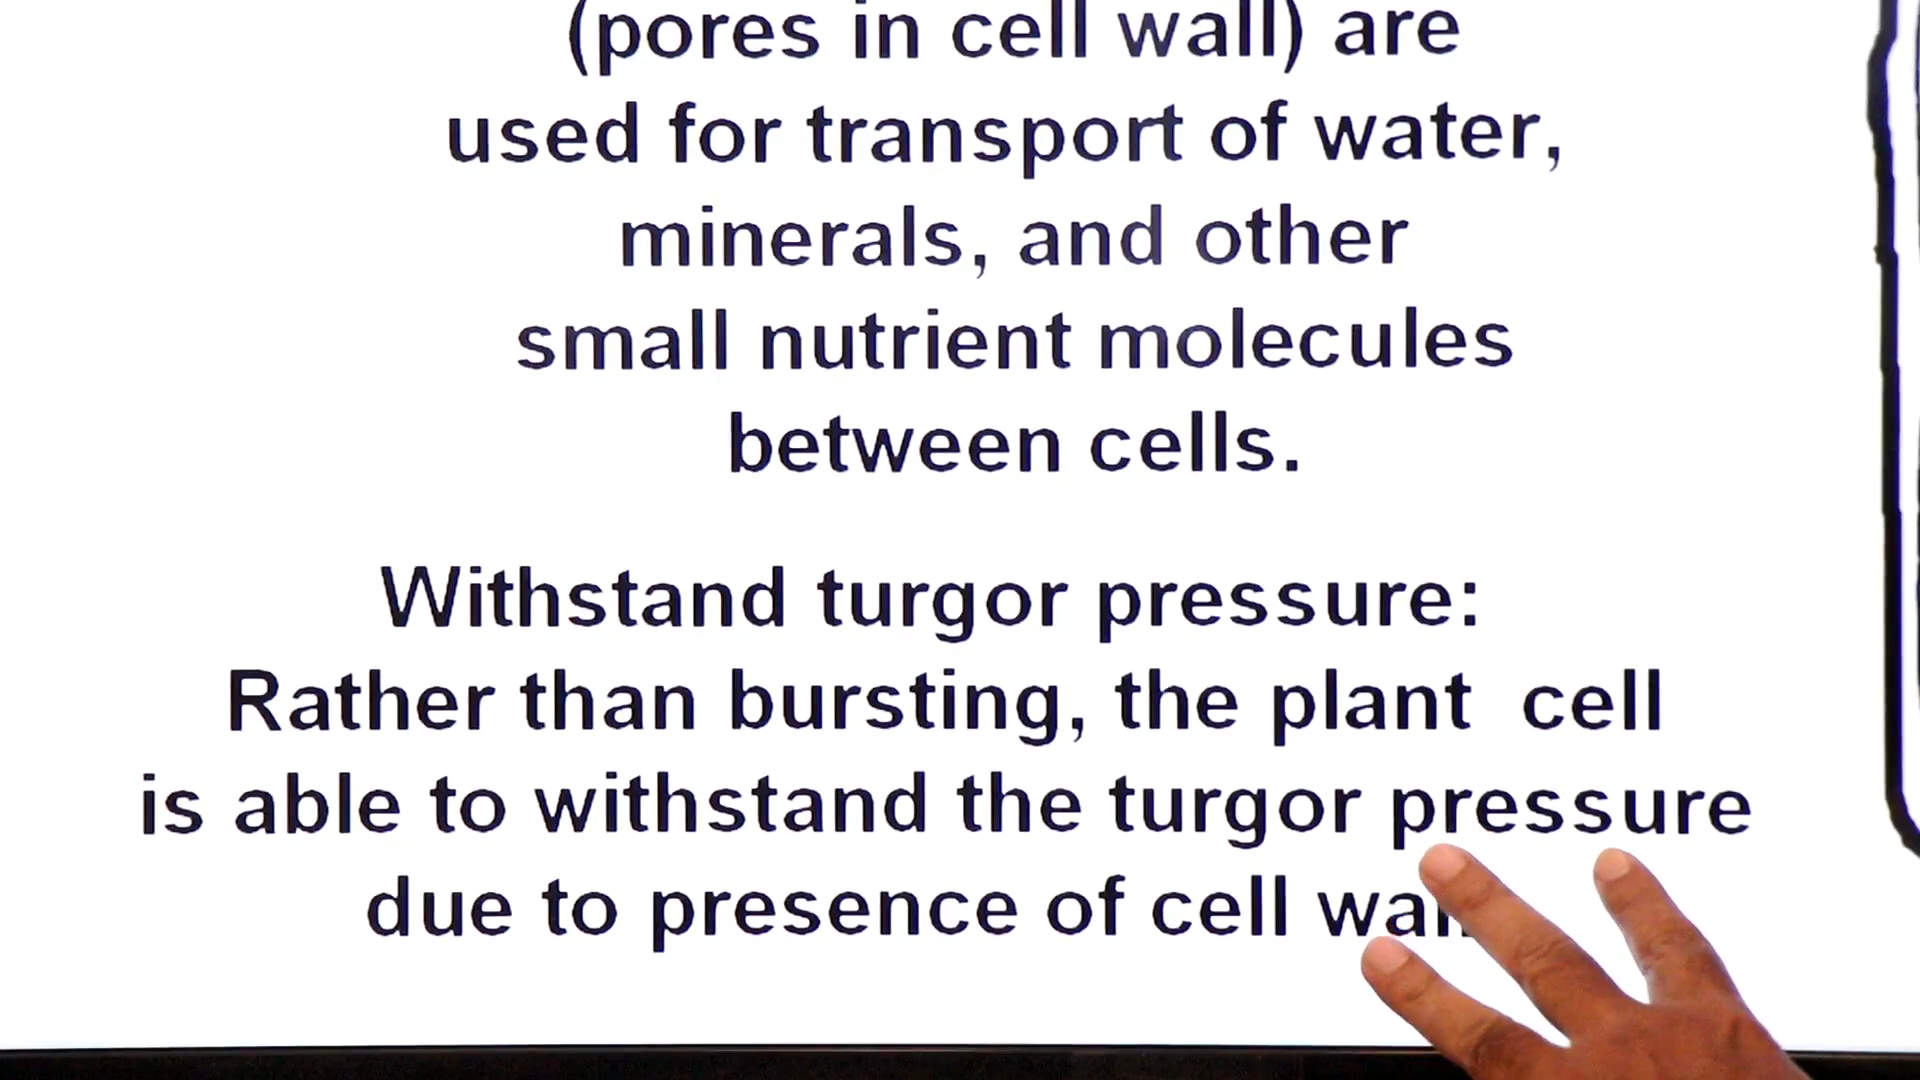 (pores in cell wall) are
used for transport of water,
minerals, and other
small nutrient molecules
between cells.
Withstand turgor pressure:
Rather than bursting, the plant cell
is able to withstand the turgor pressure
due to presence of cell